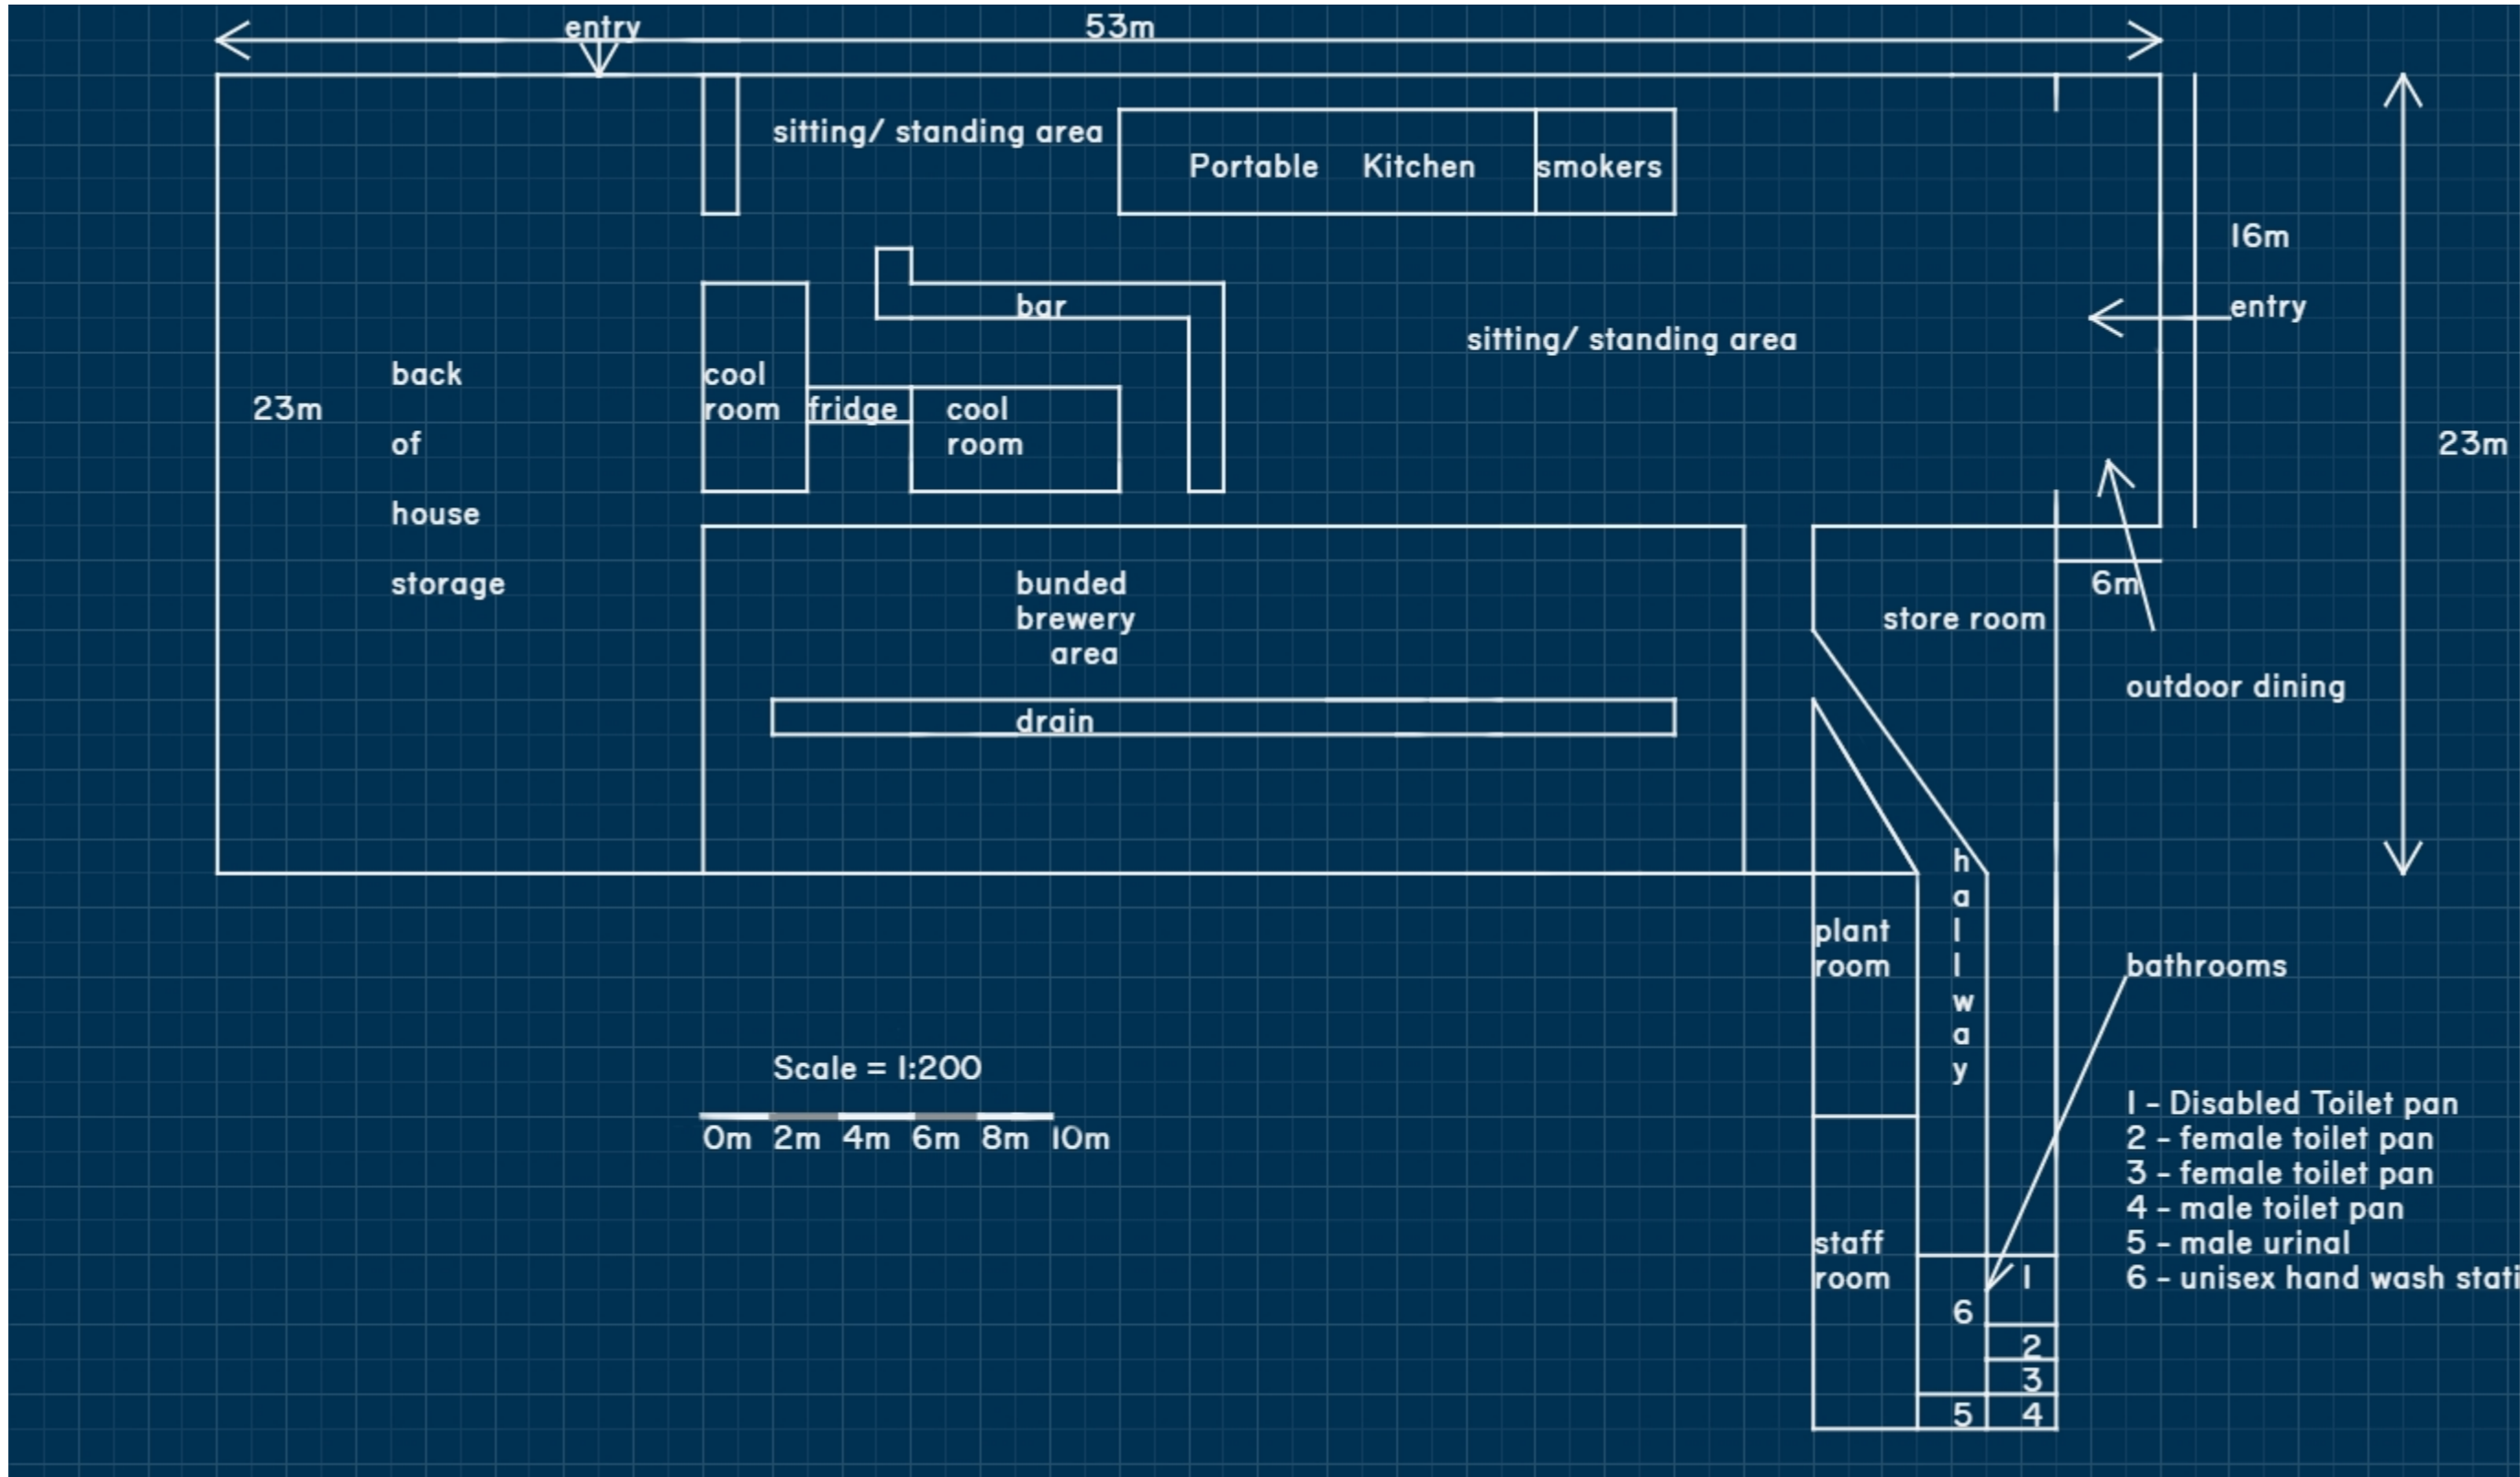 entry
53m
sitting/ standing area
Portable Kitchen
smokers
16m
entry
bar
sitting/ standing area
back
of
house
storage
23m
cool
room
fridge
cool
room
23m
bunded
brewery
area
6m
store room
outdoor dining
drain
hallway
plant
room
bathrooms
Scale = 1:200
0m 2m 4m 6m 8m 10m
1 - Disabled Toilet pan
2 - female toilet pan
3 - female toilet pan
4 - male toilet pan
5 - male urinal
6 - unisex hand wash stati
staff
room
1
6
2
3
5
4